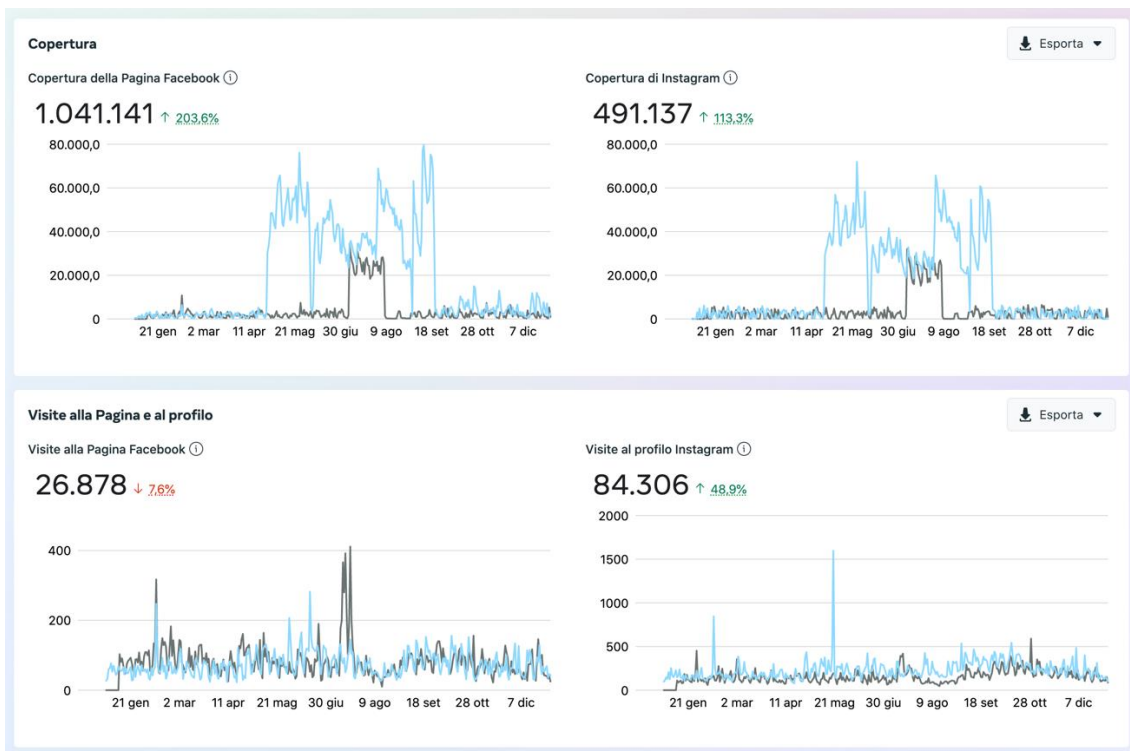 Copertura
Esporta
Copertura della Pagina Facebook
1.041.141 ↑ 203,6%
80.000,0
60.000,0
40.000,0
20.000,0
0
21 gen 2 mar 11 apr 21 mag 30 giu 9 ago 18 set 28 ott 7 dic
Copertura di Instagram
491.137 ↑ 113,3%
80.000,0
60.000,0
40.000,0
20.000,0
0
21 gen 2 mar 11 apr 21 mag 30 giu 9 ago 18 set 28 ott 7 dic
Visite alla Pagina e al profilo
Esporta
Visite alla Pagina Facebook
26.878 ↓ 7,6%
400
200
0
21 gen 2 mar 11 apr 21 mag 30 giu 9 ago 18 set 28 ott 7 dic
Visite al profilo Instagram
84.306 ↑ 48,9%
2000
1500
1000
500
0
21 gen 2 mar 11 apr 21 mag 30 giu 9 ago 18 set 28 ott 7 dic